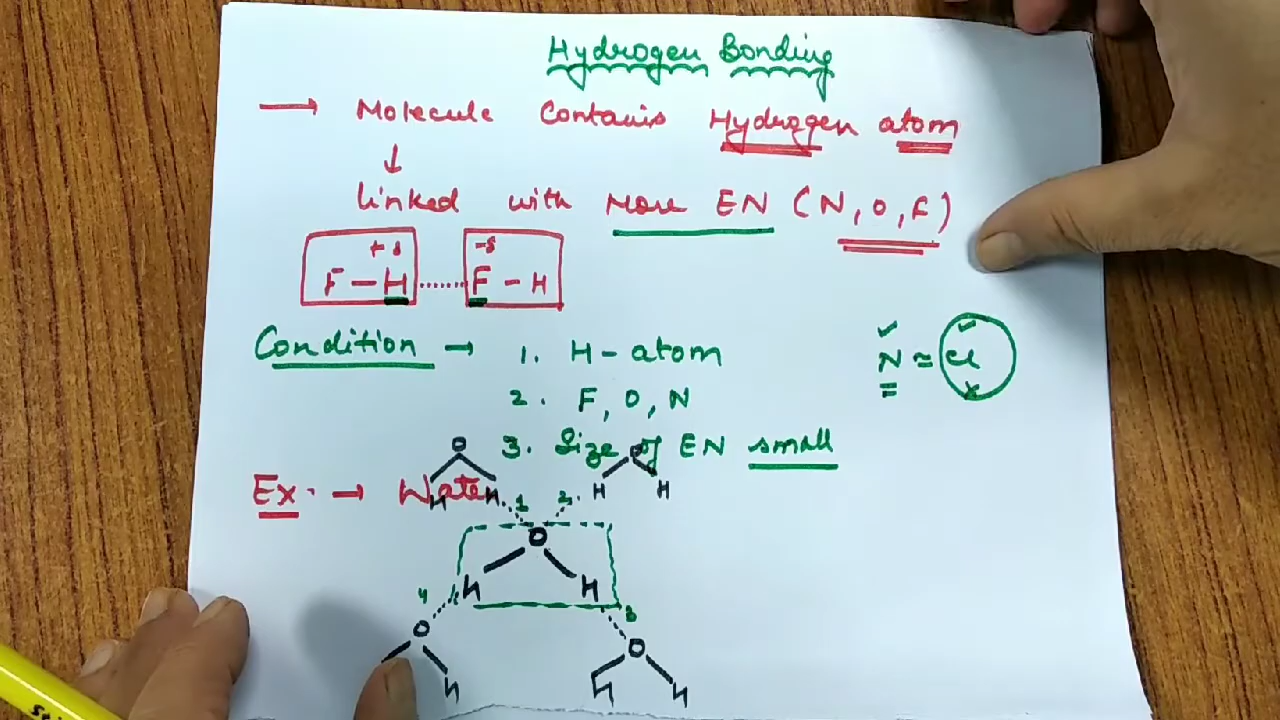 Hydrogen Bonding
→ Molecule Contains Hydrogen atom
↓
linked with More EN (N, O, F)
+δ -δ
F – H ........ F – H
Condition → 1. H - atom
2. F, O, N
3. Size of EN small
✓ ✓
N ≈ Cl
x
Ex. → Water
O O
H H H H
1 2
O
H H
4 3
O O
H H H